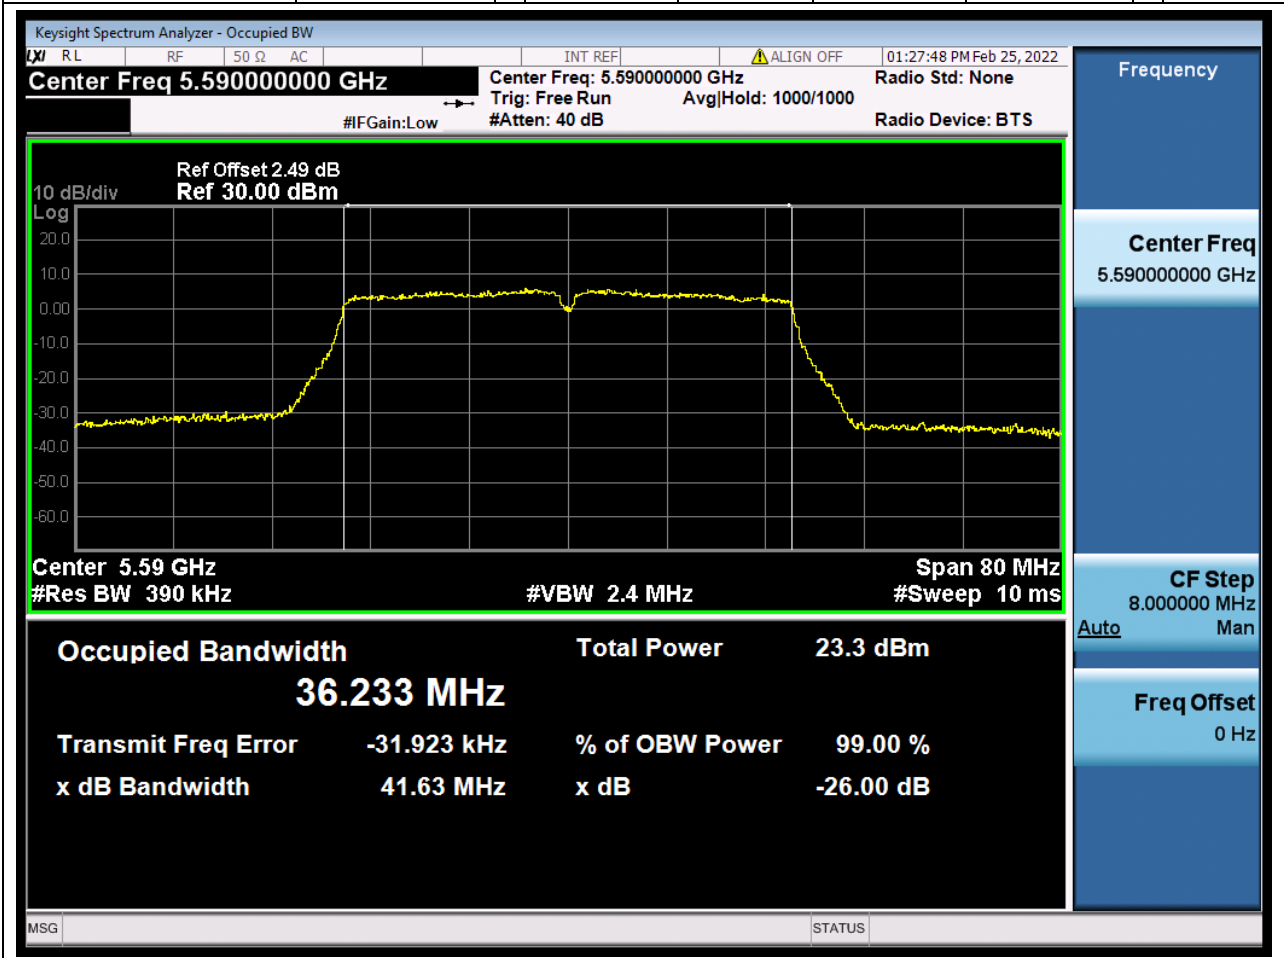 Keysight Spectrum Analyzer - Occupied BW
LXI RL RF 50 Ω AC INT REF ALIGN OFF 01:27:48 PM Feb 25, 2022
Center Freq 5.590000000 GHz
Center Freq: 5.590000000 GHz
Radio Std: None
Trig: Free Run
Avg|Hold: 1000/1000
#IFGain:Low
#Atten: 40 dB
Radio Device: BTS
Ref Offset 2.49 dB
10 dB/div Ref 30.00 dBm
Log
20.0
10.0
0.00
-10.0
-20.0
-30.0
-40.0
-50.0
-60.0
Center 5.59 GHz Span 80 MHz
#Res BW 390 kHz #VBW 2.4 MHz #Sweep 10 ms
Occupied Bandwidth Total Power 23.3 dBm
36.233 MHz
Transmit Freq Error -31.923 kHz % of OBW Power 99.00 %
x dB Bandwidth 41.63 MHz x dB -26.00 dB
MSG STATUS
Frequency
Center Freq
5.590000000 GHz
CF Step
8.000000 MHz
Auto Man
Freq Offset
0 Hz